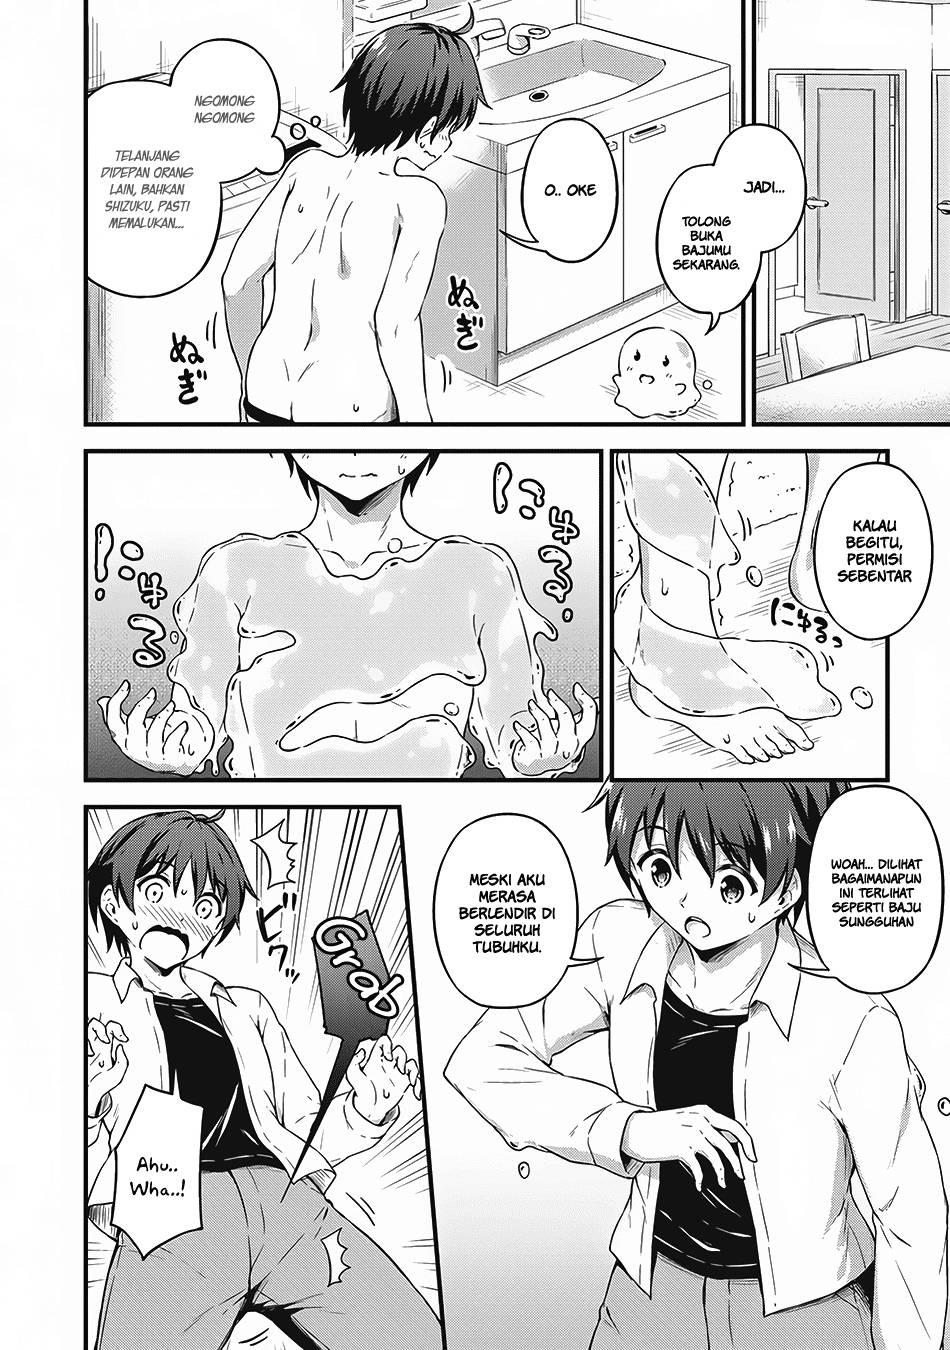 JADI...
TOLONG
BUKA
BAJUMU
SEKARANG.
O.. OKE
NGOMONG
NGOMONG
TELANJANG
DIDEPAN ORANG
LAIN, BAHKAN
SHIZUKU, PASTI
MEMALUKAN...
ぬぎ
ぬぎ
KALAU
BEGITU,
PERMISI
SEBENTAR
にゅるっ
にゅる
にゅる
WOAH... DILIHAT
BAGAIMANAPUN
INI TERLIHAT
SEPERTI BAJU
SUNGGUHAN
MESKI AKU
MERASA
BERLENDIR DI
SELURUH
TUBUHKU.
ビクッ
Grab
Ahu..
Wha..!